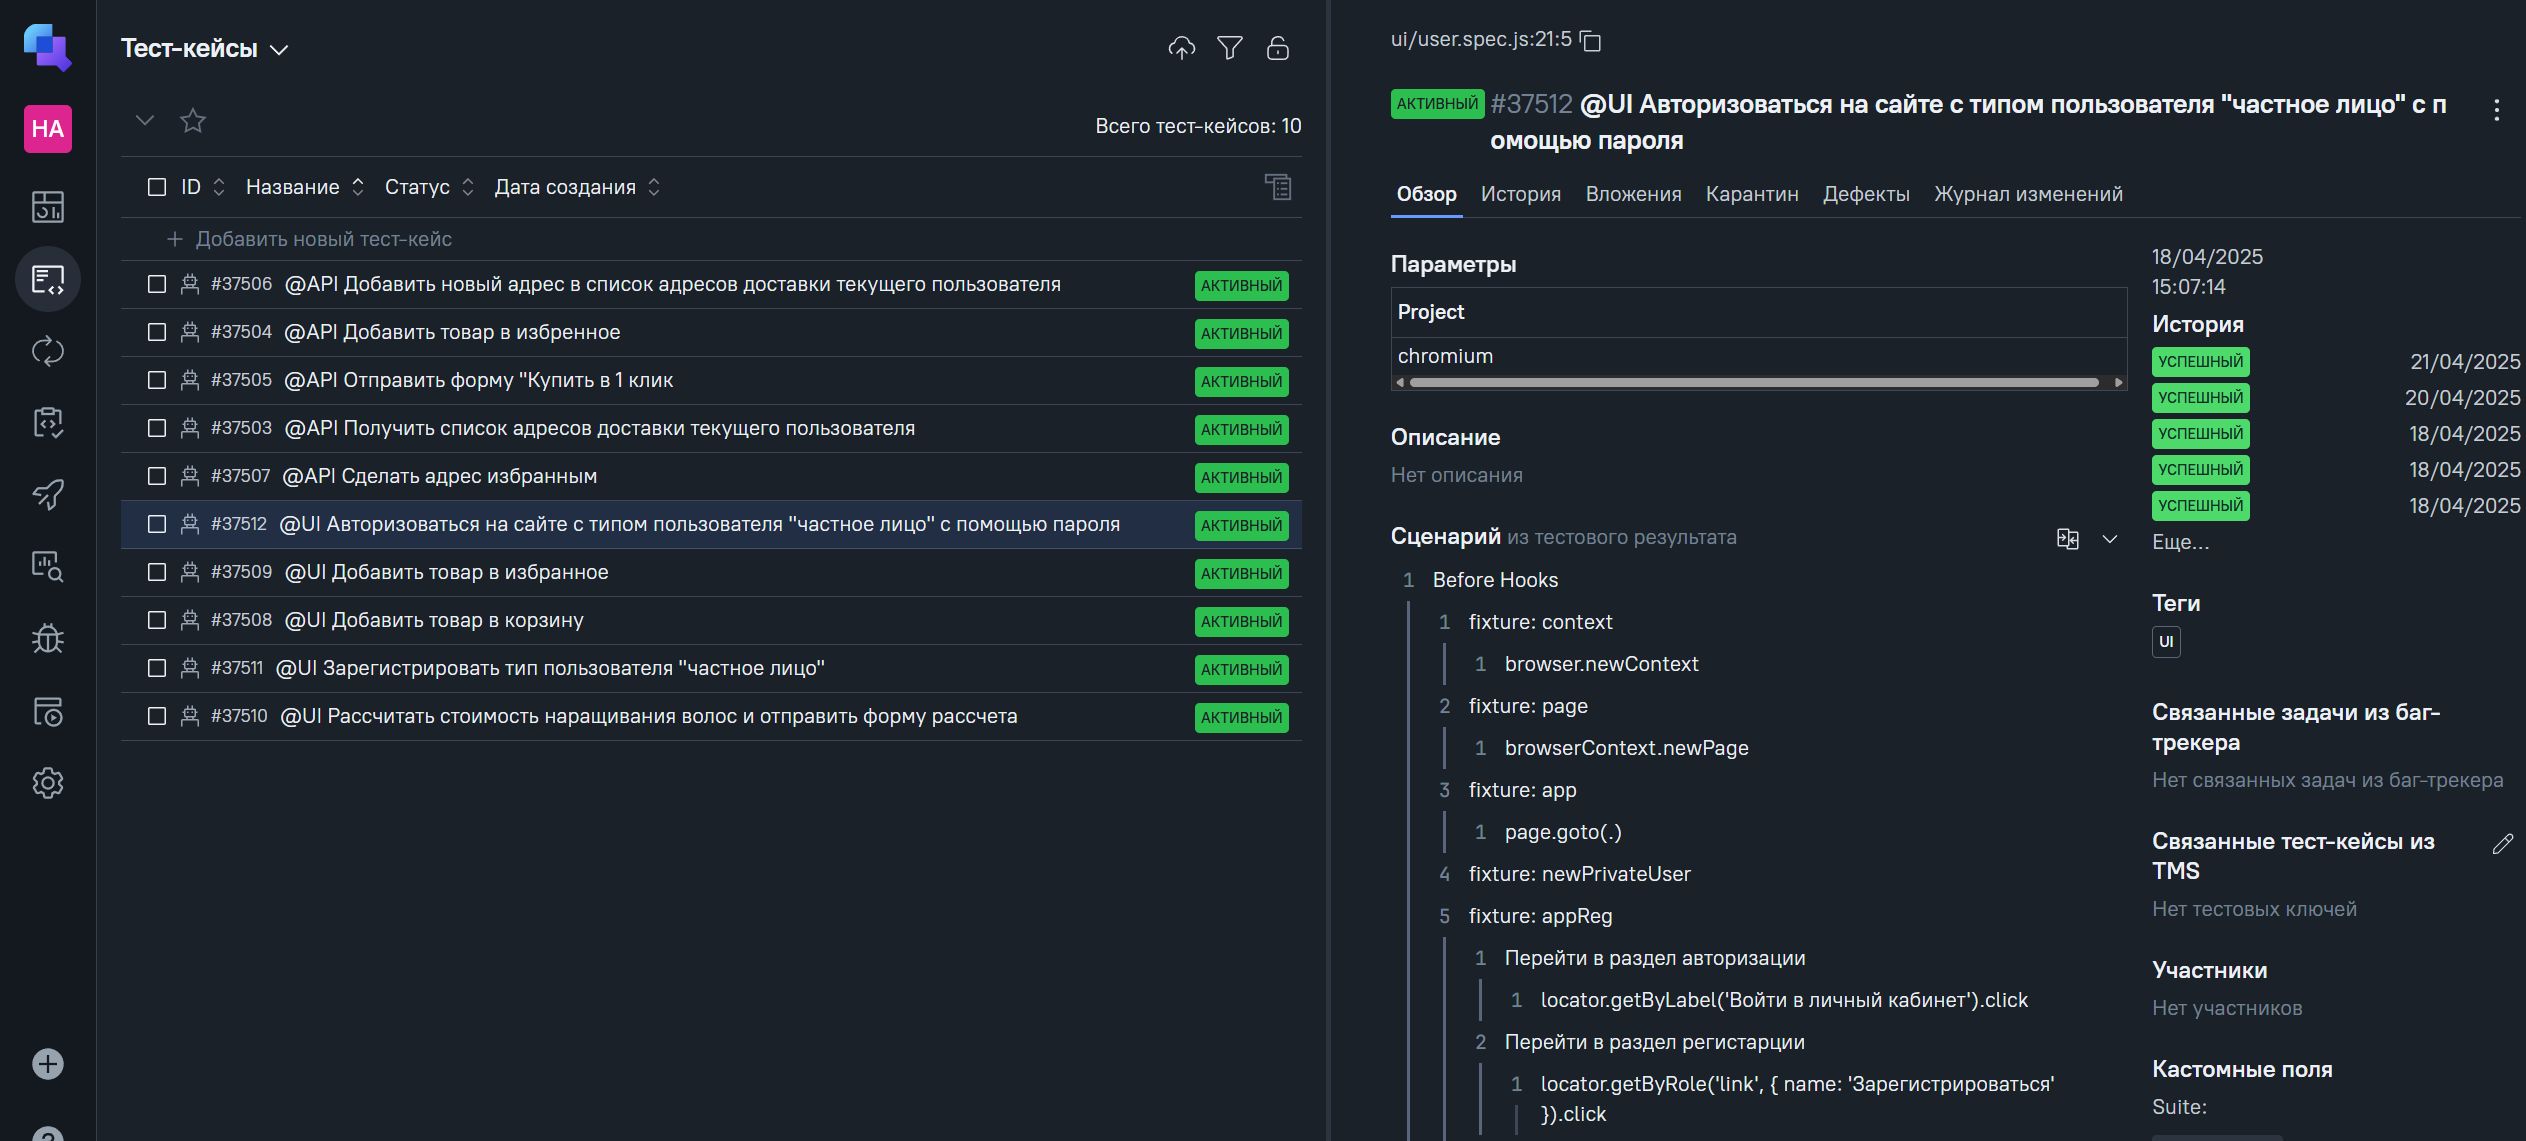 НА
Тест-кейсы
Всего тест-кейсов: 10
ID Название Статус Дата создания
+ Добавить новый тест-кейс
#37506 @API Добавить новый адрес в список адресов доставки текущего пользователя АКТИВНЫЙ
#37504 @API Добавить товар в избренное АКТИВНЫЙ
#37505 @API Отправить форму "Купить в 1 клик АКТИВНЫЙ
#37503 @API Получить список адресов доставки текущего пользователя АКТИВНЫЙ
#37507 @API Сделать адрес избранным АКТИВНЫЙ
#37512 @UI Авторизоваться на сайте с типом пользователя "частное лицо" с помощью пароля АКТИВНЫЙ
#37509 @UI Добавить товар в избранное АКТИВНЫЙ
#37508 @UI Добавить товар в корзину АКТИВНЫЙ
#37511 @UI Зарегистрировать тип пользователя "частное лицо" АКТИВНЫЙ
#37510 @UI Рассчитать стоимость наращивания волос и отправить форму рассчета АКТИВНЫЙ
ui/user.spec.js:21:5
АКТИВНЫЙ #37512 @UI Авторизоваться на сайте с типом пользователя "частное лицо" с п
омощью пароля
Обзор История Вложения Карантин Дефекты Журнал изменений
Параметры
Project
chromium
Описание
Нет описания
Сценарий из тестового результата
1 Before Hooks
1 fixture: context
1 browser.newContext
2 fixture: page
1 browserContext.newPage
3 fixture: app
1 page.goto(.)
4 fixture: newPrivateUser
5 fixture: appReg
1 Перейти в раздел авторизации
1 locator.getByLabel('Войти в личный кабинет').click
2 Перейти в раздел регистарции
1 locator.getByRole('link', { name: 'Зарегистрироваться'
}).click
18/04/2025
15:07:14
История
УСПЕШНЫЙ 21/04/2025
УСПЕШНЫЙ 20/04/2025
УСПЕШНЫЙ 18/04/2025
УСПЕШНЫЙ 18/04/2025
УСПЕШНЫЙ 18/04/2025
Еще...
Теги
UI
Связанные задачи из баг-
трекера
Нет связанных задач из баг-трекера
Связанные тест-кейсы из
TMS
Нет тестовых ключей
Участники
Нет участников
Кастомные поля
Suite: